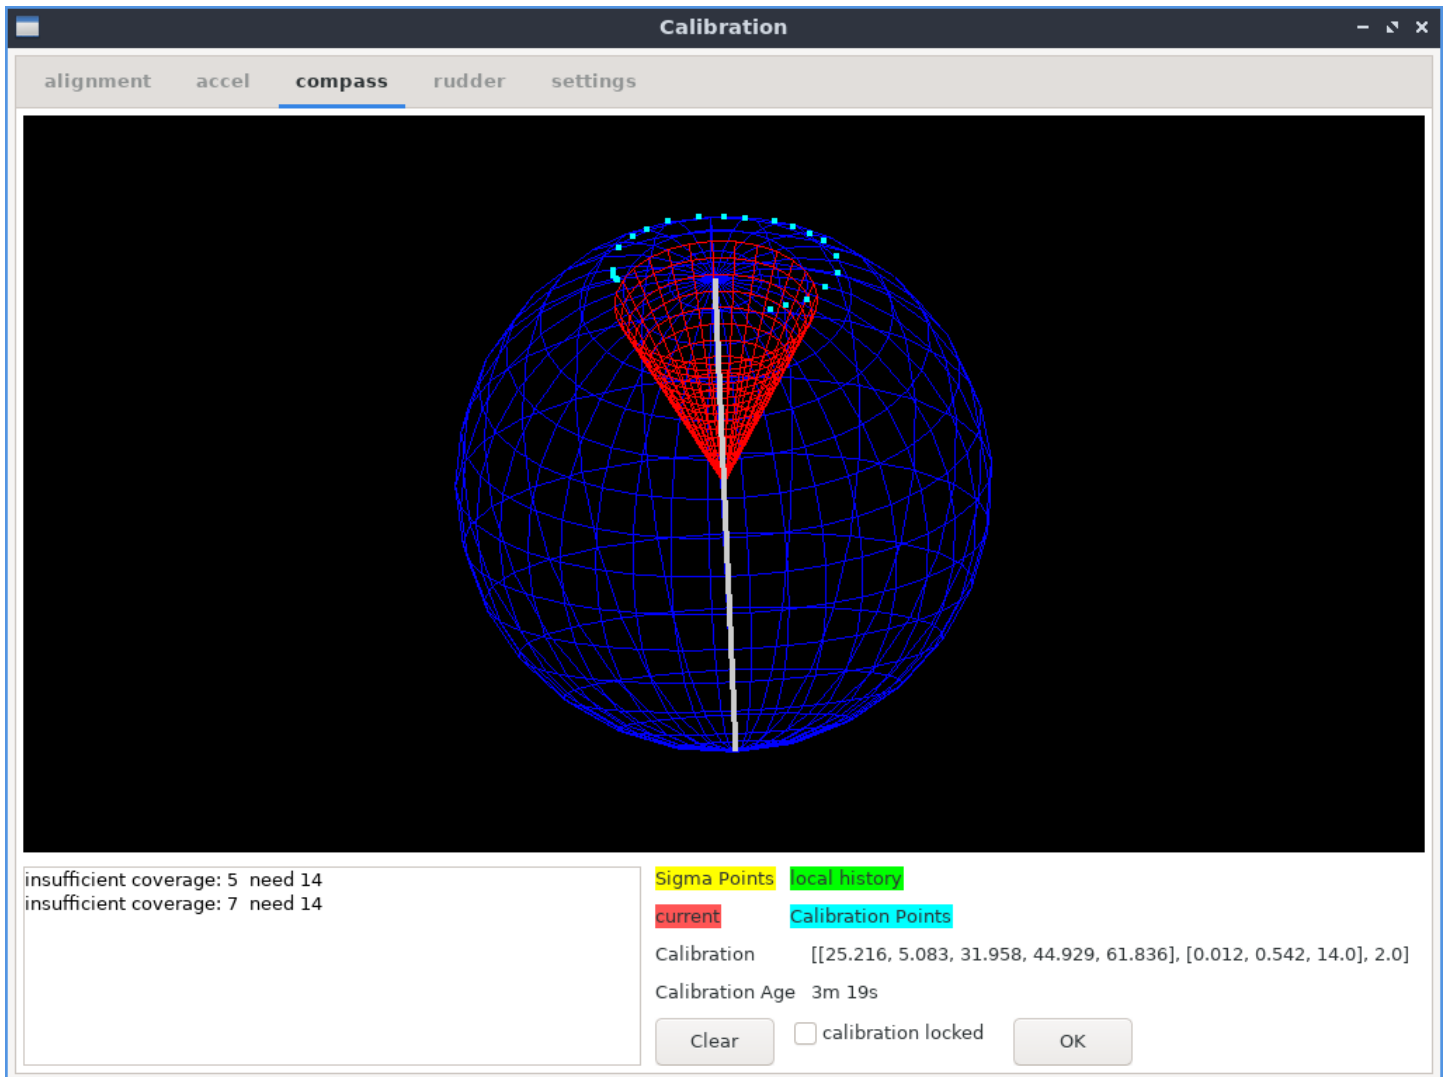 Calibration
alignment accel compass rudder settings
insufficient coverage: 5  need 14
insufficient coverage: 7  need 14
Sigma Points local history
current Calibration Points
Calibration [[25.216, 5.083, 31.958, 44.929, 61.836], [0.012, 0.542, 14.0], 2.0]
Calibration Age 3m 19s
Clear calibration locked OK